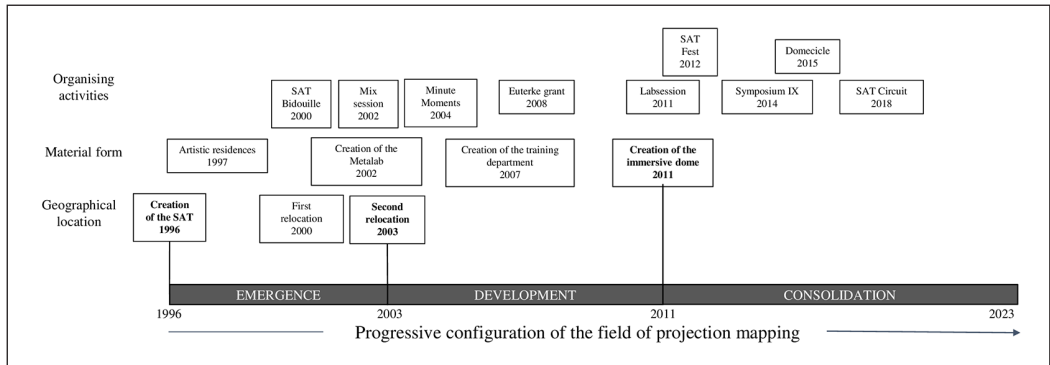 SAT
Fest
2012
Domecicle
2015
Organising
activities
SAT
Bidouille
2000
Mix
session
2002
Minute
Moments
2004
Euterke grant
2008
Labsession
2011
Symposium IX
2014
SAT Circuit
2018
Material form
Artistic residences
1997
Creation of the
Metalab
2002
Creation of the training
department
2007
Creation of the
immersive dome
2011
Geographical
location
Creation
of the SAT
1996
First
relocation
2000
Second
relocation
2003
EMERGENCE
DEVELOPMENT
CONSOLIDATION
1996
2003
2011
2023
Progressive configuration of the field of projection mapping